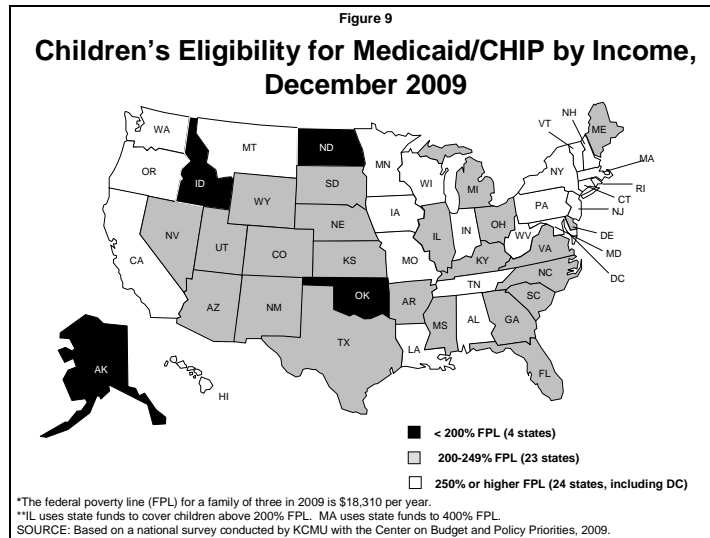 Figure 9
Children's Eligibility for Medicaid/CHIP by Income,
December 2009
WA
OR
CA
ID
MT
ND
MN
WI
MI
SD
WY
NV
UT
CO
NE
KS
IA
MO
IL
IN
OH
KY
WV
VA
PA
NY
VT
NH
ME
MA
RI
CT
NJ
DE
MD
DC
AZ
NM
OK
AR
TN
NC
SC
TX
LA
MS
AL
GA
FL
AK
HI
< 200% FPL (4 states)
200-249% FPL (23 states)
250% or higher FPL (24 states, including DC)
*The federal poverty line (FPL) for a family of three in 2009 is $18,310 per year.
**IL uses state funds to cover children above 200% FPL. MA uses state funds to 400% FPL.
SOURCE: Based on a national survey conducted by KCMU with the Center on Budget and Policy Priorities, 2009.